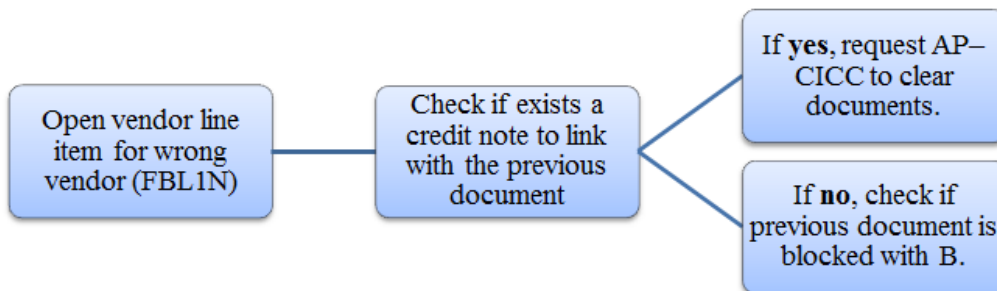 Open vendor line
item for wrong
vendor (FBL1N)
Check if exists a
credit note to link
with the previous
document
If yes, request AP–
CICC to clear
documents.
If no, check if
previous document is
blocked with B.